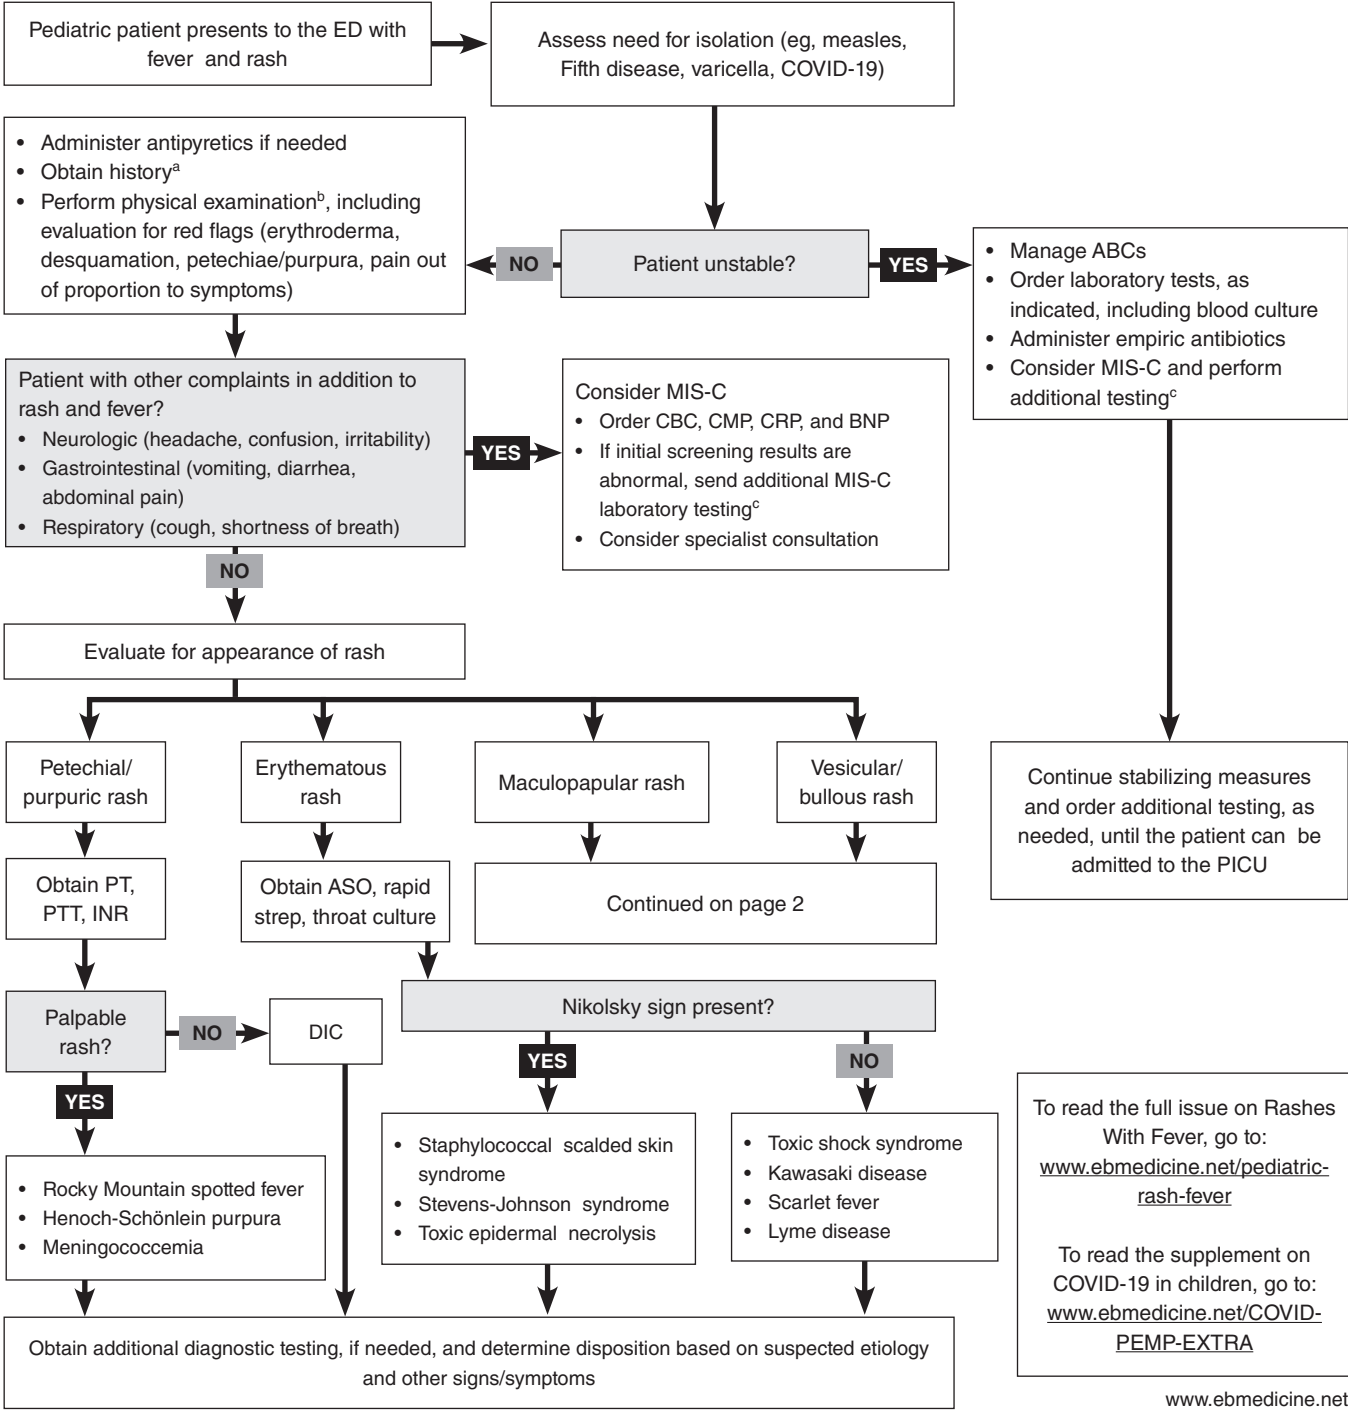 Pediatric patient presents to the ED with
fever and rash
Assess need for isolation (eg, measles,
Fifth disease, varicella, COVID-19)
• Administer antipyretics if needed
• Obtain historyᵃ
• Perform physical examinationᵇ, including
evaluation for red flags (erythroderma,
desquamation, petechiae/purpura, pain out
of proportion to symptoms)
NO
Patient unstable?
YES
• Manage ABCs
• Order laboratory tests, as
indicated, including blood culture
• Administer empiric antibiotics
• Consider MIS-C and perform
additional testingᶜ
Patient with other complaints in addition to
rash and fever?
• Neurologic (headache, confusion, irritability)
• Gastrointestinal (vomiting, diarrhea,
abdominal pain)
• Respiratory (cough, shortness of breath)
YES
Consider MIS-C
• Order CBC, CMP, CRP, and BNP
• If initial screening results are
abnormal, send additional MIS-C
laboratory testingᶜ
• Consider specialist consultation
NO
Evaluate for appearance of rash
Petechial/
purpuric rash
Erythematous
rash
Maculopapular rash
Vesicular/
bullous rash
Continue stabilizing measures
and order additional testing, as
needed, until the patient can be
admitted to the PICU
Obtain PT,
PTT, INR
Obtain ASO, rapid
strep, throat culture
Continued on page 2
Palpable
rash?
NO
DIC
Nikolsky sign present?
YES
YES
NO
• Rocky Mountain spotted fever
• Henoch-Schönlein purpura
• Meningococcemia
• Staphylococcal scalded skin
syndrome
• Stevens-Johnson syndrome
• Toxic epidermal necrolysis
• Toxic shock syndrome
• Kawasaki disease
• Scarlet fever
• Lyme disease
To read the full issue on Rashes
With Fever, go to:
www.ebmedicine.net/pediatric-
rash-fever
To read the supplement on
COVID-19 in children, go to:
www.ebmedicine.net/COVID-
PEMP-EXTRA
Obtain additional diagnostic testing, if needed, and determine disposition based on suspected etiology
and other signs/symptoms
www.ebmedicine.net